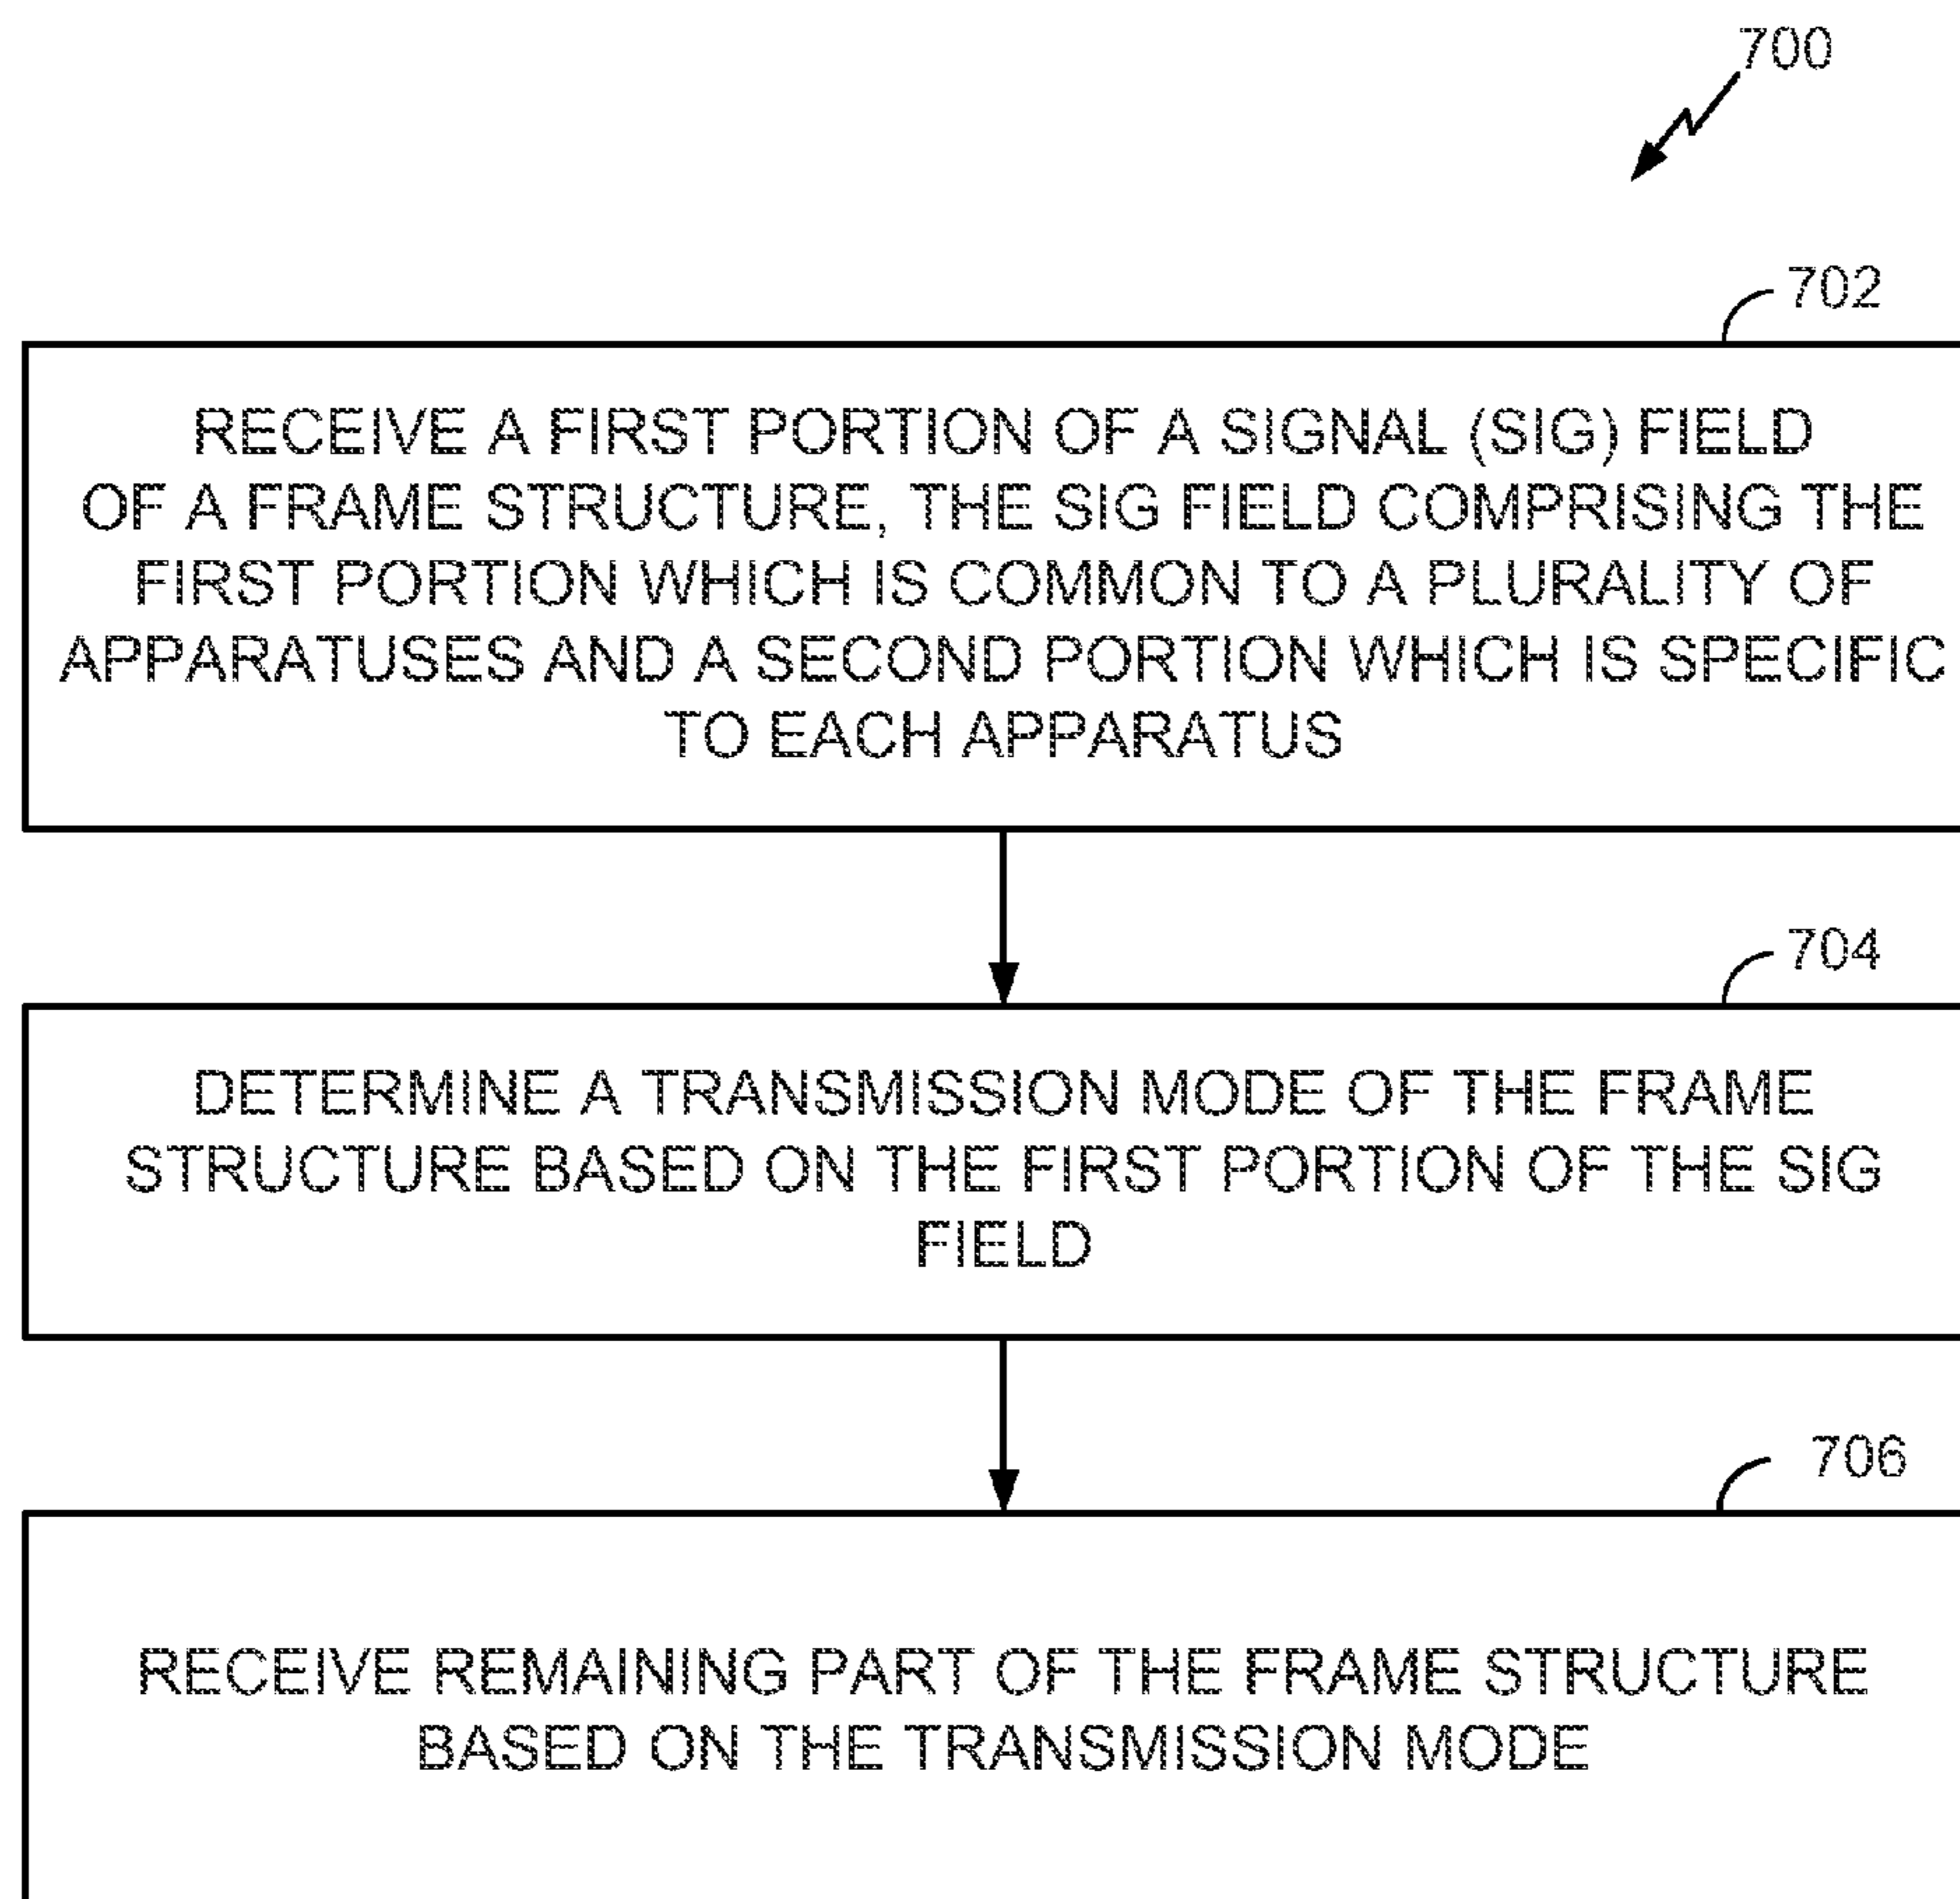 700
702
RECEIVE A FIRST PORTION OF A SIGNAL (SIG) FIELD
OF A FRAME STRUCTURE, THE SIG FIELD COMPRISING THE
FIRST PORTION WHICH IS COMMON TO A PLURALITY OF
APPARATUSES AND A SECOND PORTION WHICH IS SPECIFIC
TO EACH APPARATUS
704
DETERMINE A TRANSMISSION MODE OF THE FRAME
STRUCTURE BASED ON THE FIRST PORTION OF THE SIG
FIELD
706
RECEIVE REMAINING PART OF THE FRAME STRUCTURE
BASED ON THE TRANSMISSION MODE